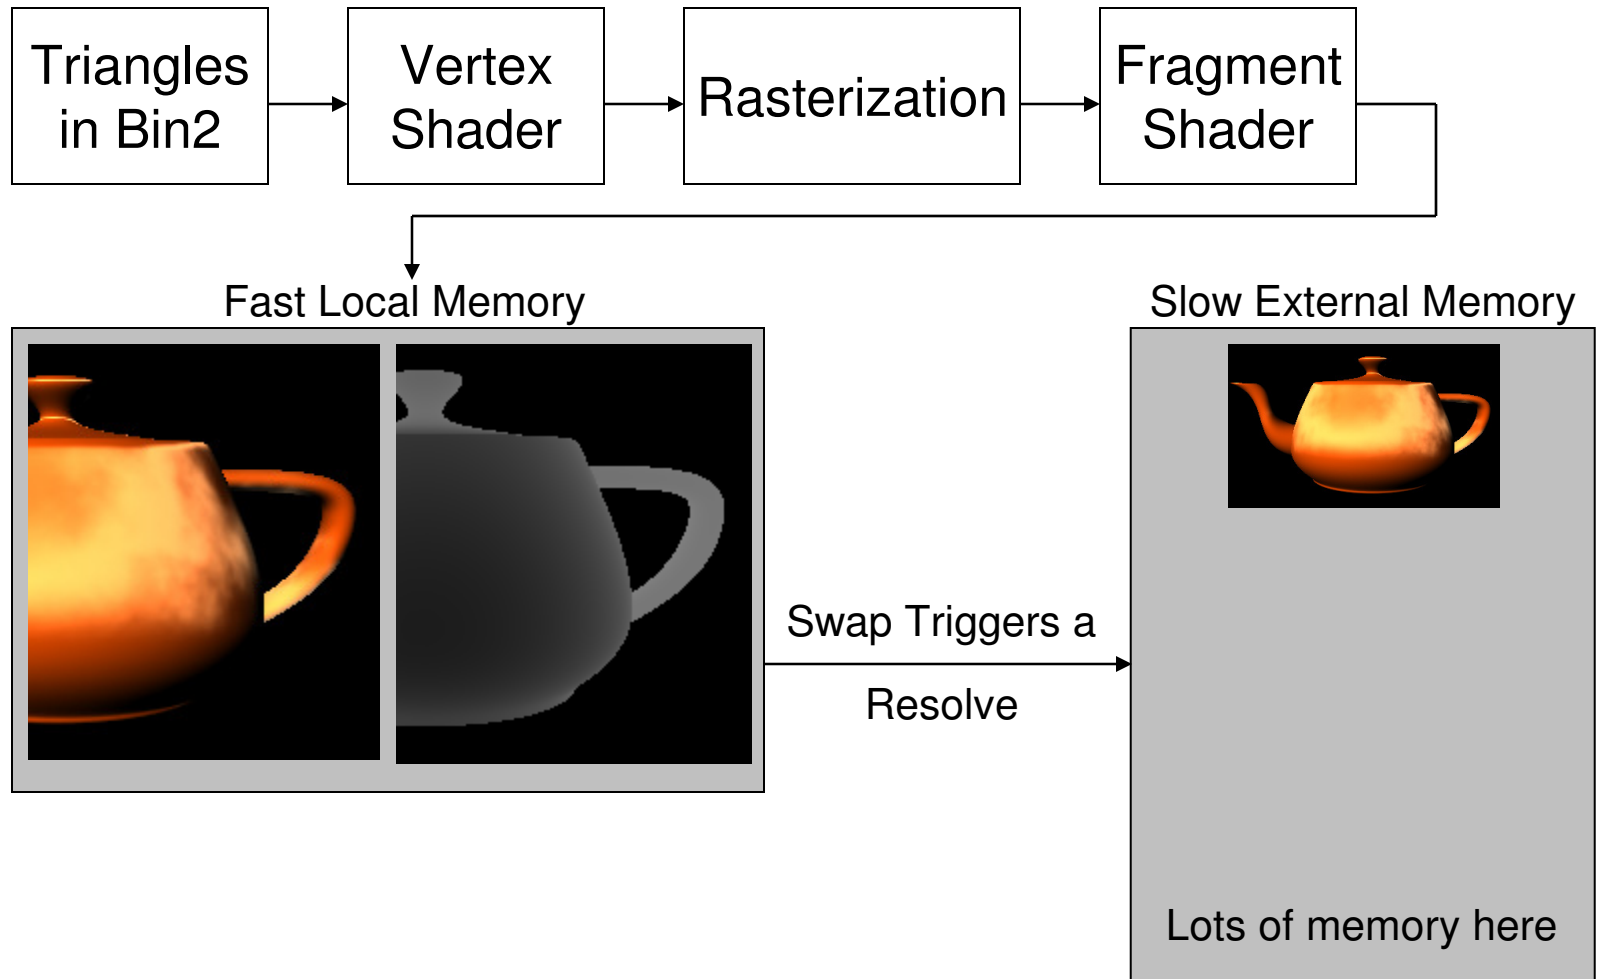 Triangles
in Bin2
Vertex
Shader
Rasterization
Fragment
Shader
Fast Local Memory
Slow External Memory
Swap Triggers a
Resolve
Lots of memory here